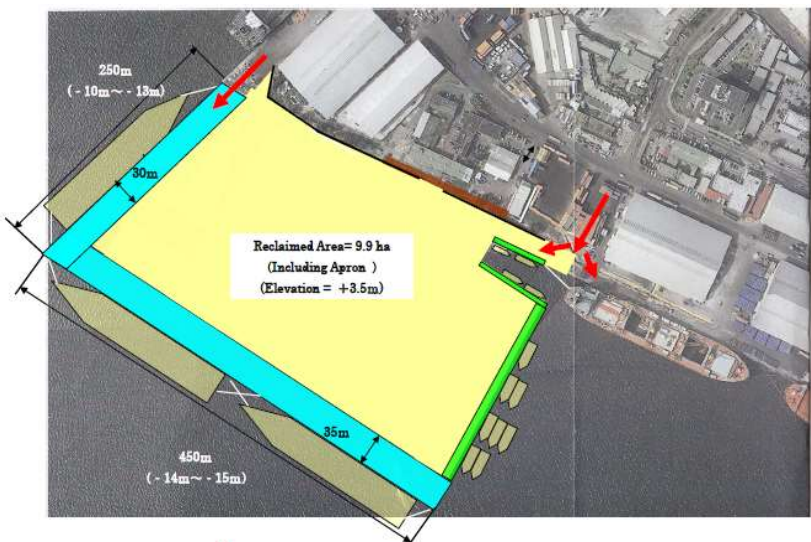 250m
( - 10m～ - 13m)
30m
Reclaimed Area= 9.9 ha
(Including Apron )
(Elevation = +3.5m)
35m
450m
( - 14m～ - 15m)